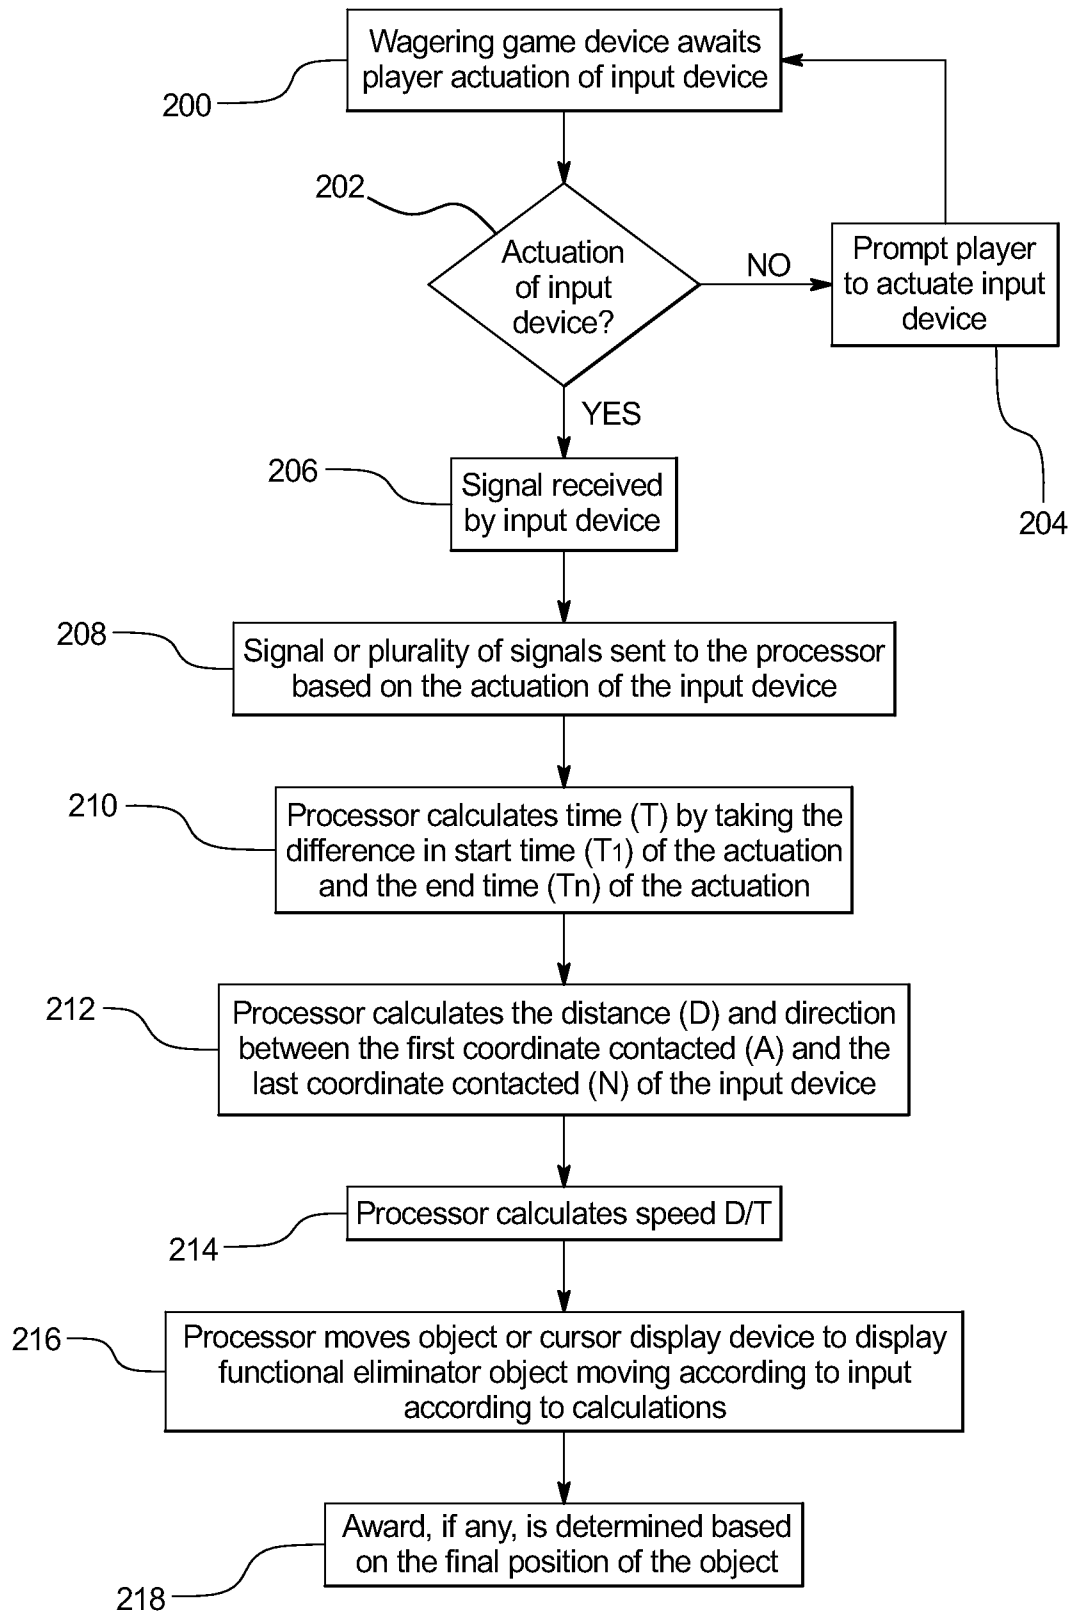 Wagering game device awaits
player actuation of input device
200
202
Actuation
of input
device?
NO
Prompt player
to actuate input
device
204
YES
206
Signal received
by input device
208
Signal or plurality of signals sent to the processor
based on the actuation of the input device
210
Processor calculates time (T) by taking the
difference in start time (T1) of the actuation
and the end time (Tn) of the actuation
212
Processor calculates the distance (D) and direction
between the first coordinate contacted (A) and the
last coordinate contacted (N) of the input device
214
Processor calculates speed D/T
216
Processor moves object or cursor display device to display
functional eliminator object moving according to input
according to calculations
218
Award, if any, is determined based
on the final position of the object